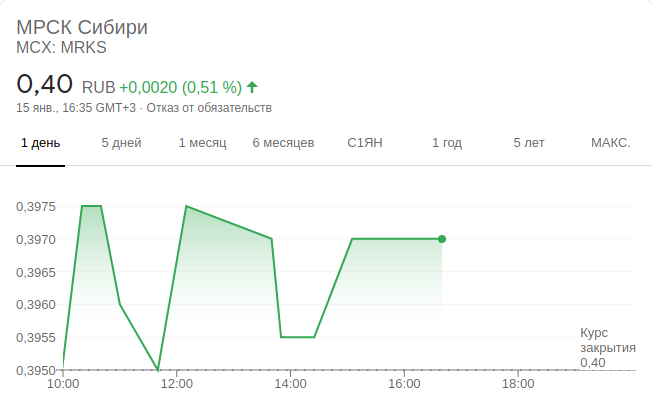 МРСК Сибири
MCX: MRKS
0,40 RUB +0,0020 (0,51 %)
15 янв., 16:35 GMT+3 · Отказ от обязательств
1 день 5 дней 1 месяц 6 месяцев С1ЯН 1 год 5 лет МАКС.
0,3975
0,3970
0,3965
0,3960
0,3955
0,3950
Курс
закрытия
0,40
10:00 12:00 14:00 16:00 18:00